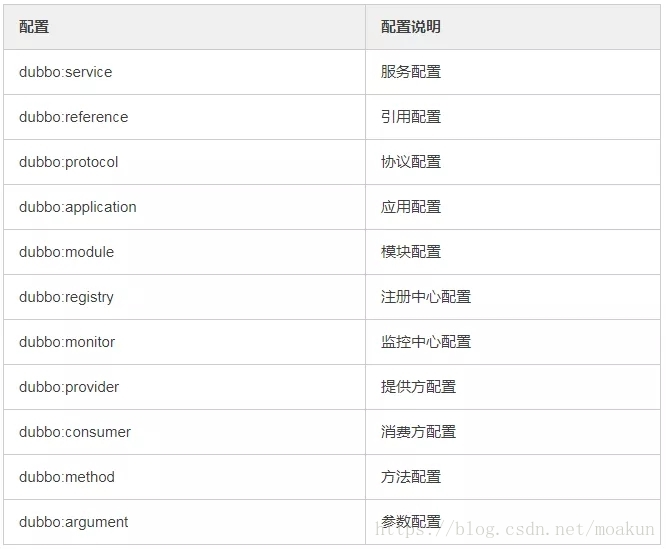 配置 配置说明
dubbo:service 服务配置
dubbo:reference 引用配置
dubbo:protocol 协议配置
dubbo:application 应用配置
dubbo:module 模块配置
dubbo:registry 注册中心配置
dubbo:monitor 监控中心配置
dubbo:provider 提供方配置
dubbo:consumer 消费方配置
dubbo:method 方法配置
dubbo:argument 参数配置
https://blog.csdn.net/moakun